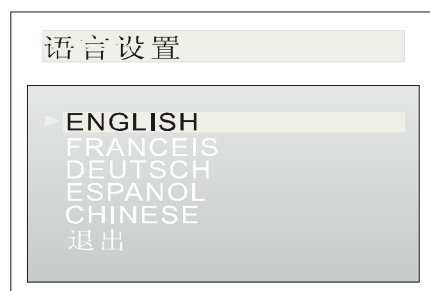 语言设置
ENGLISH
FRANCEIS
DEUTSCH
ESPANOL
CHINESE
退出